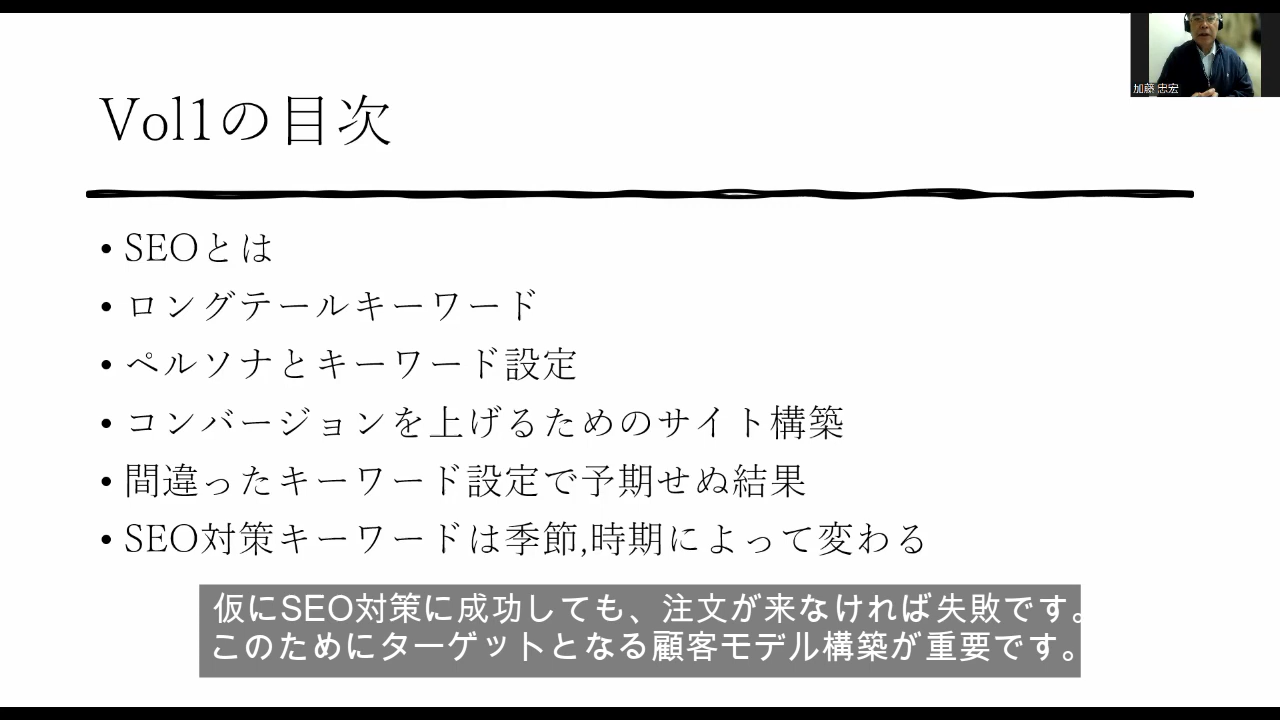 加藤 忠宏
Vol1の目次
• SEOとは
• ロングテールキーワード
• ペルソナとキーワード設定
• コンバージョンを上げるためのサイト構築
• 間違ったキーワード設定で予期せぬ結果
• SEO対策キーワードは季節,時期によって変わる
仮にSEO対策に成功しても、注文が来なければ失敗です。
このためにターゲットとなる顧客モデル構築が重要です。